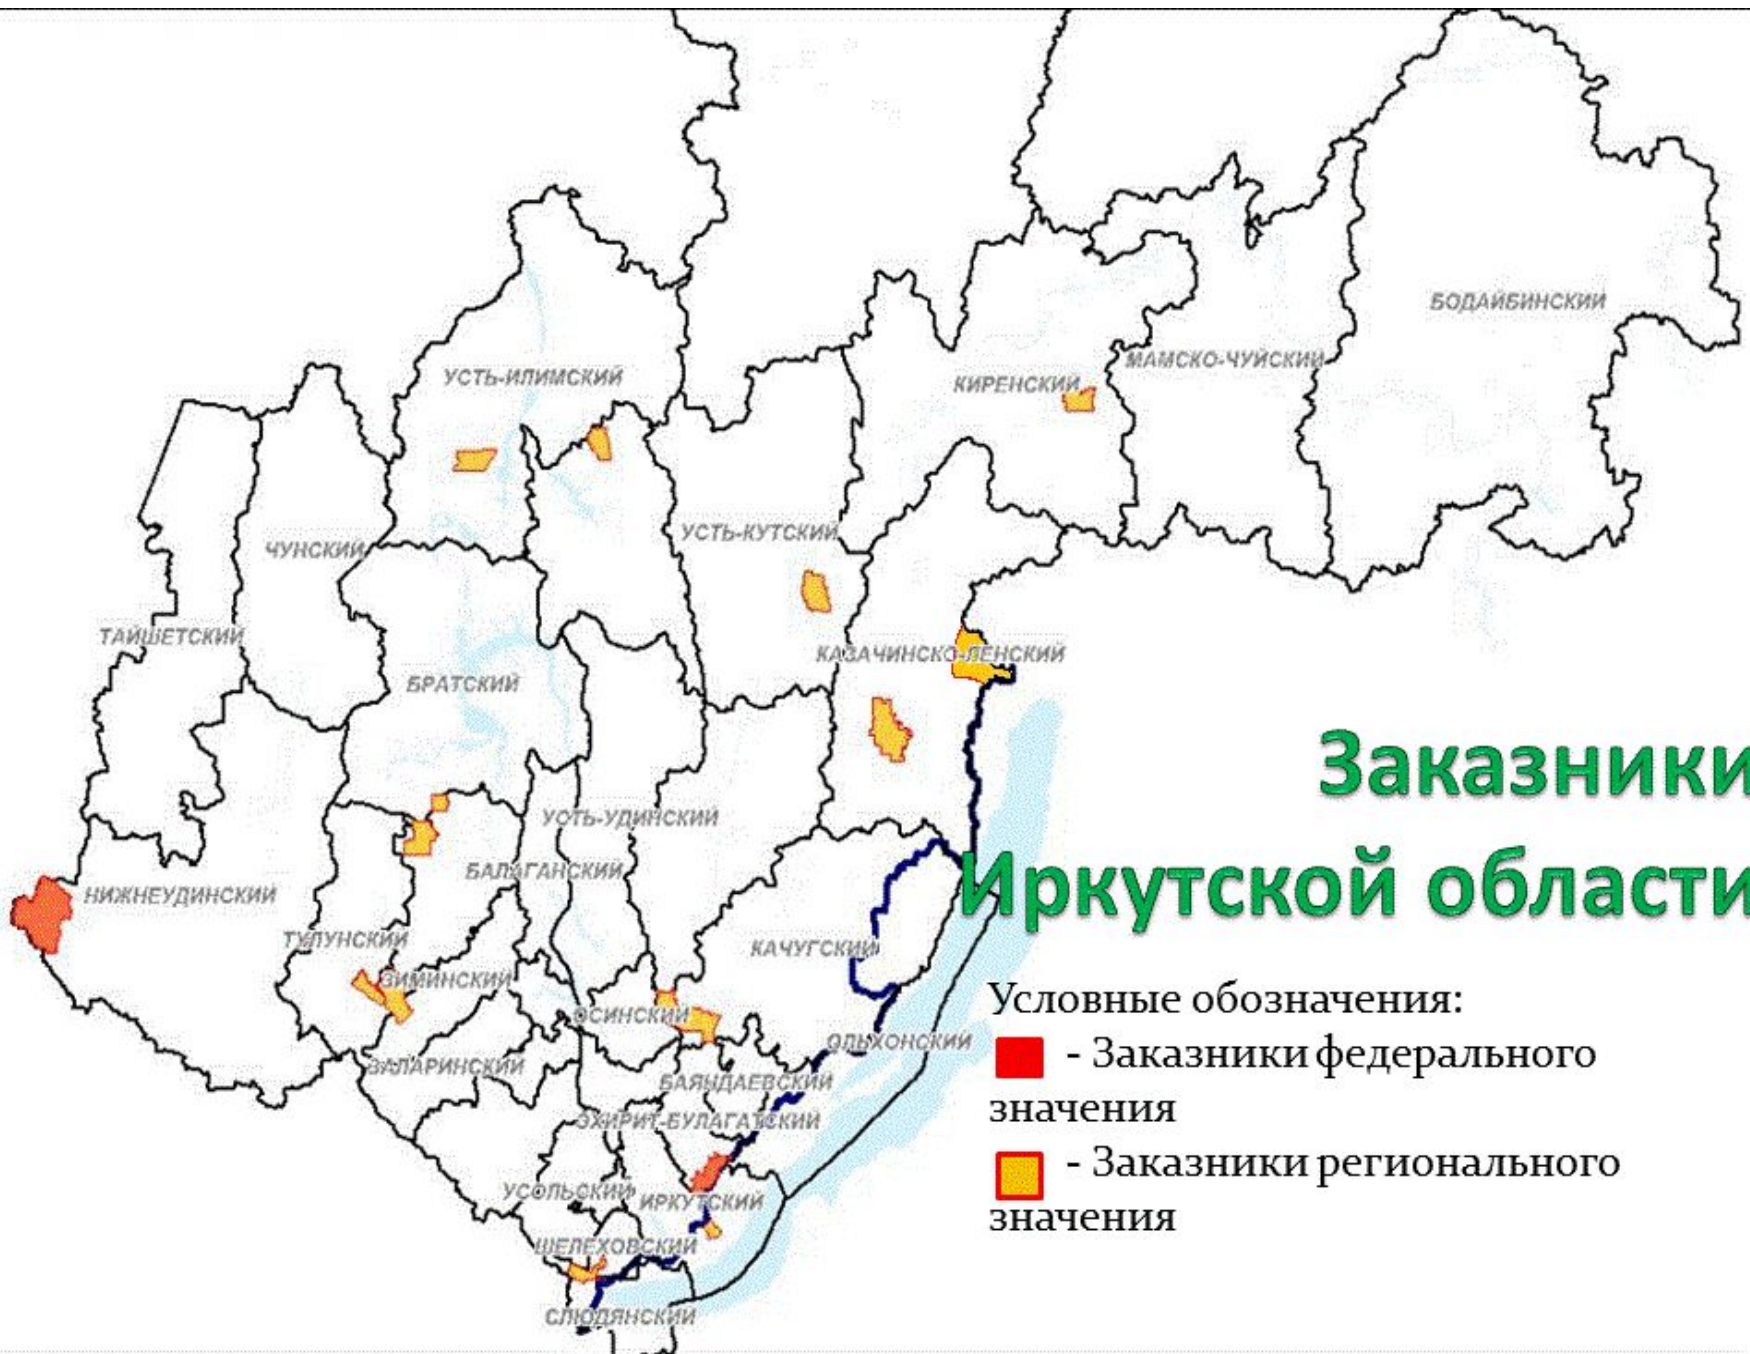 БОДАЙБИНСКИЙ
МАМСКО-ЧУЙСКИЙ
УСТЬ-ИЛИМСКИЙ
КИРЕНСКИЙ
УСТЬ-КУТСКИЙ
ЧУНСКИЙ
ТАЙШЕТСКИЙ
КАЗАЧИНСКО-ЛЕНСКИЙ
БРАТСКИЙ
Заказники
УСТЬ-УДИНСКИЙ
БАЛАГАНСКИЙ
Иркутской области
НИЖНЕУДИНСКИЙ
ТУЛУНСКИЙ
КАЧУГСКИЙ
ЗИМИНСКИЙ
Условные обозначения:
ОСИНСКИЙ
ОЛЬХОНСКИЙ
- Заказники федерального
значения
ЗАЛАРИНСКИЙ
БАЯНДАЕВСКИЙ
ЭХИРИТ-БУЛАГАТСКИЙ
- Заказники регионального
значения
УСОЛЬСКИЙ
ИРКУТСКИЙ
ШЕЛЕХОВСКИЙ
СЛЮДЯНСКИЙ